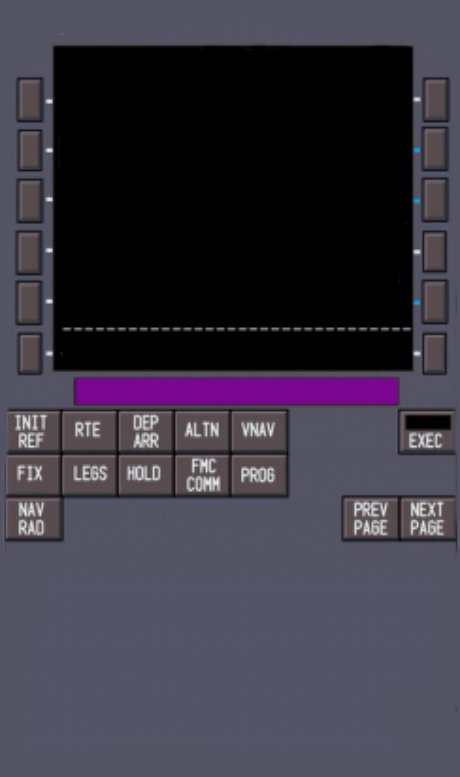 INIT
REF
RTE
DEP
ARR
ALTN
VNAV
EXEC
FIX
LEGS
HOLD
FMC
COMM
PROG
NAV
RAD
PREV
PAGE
NEXT
PAGE